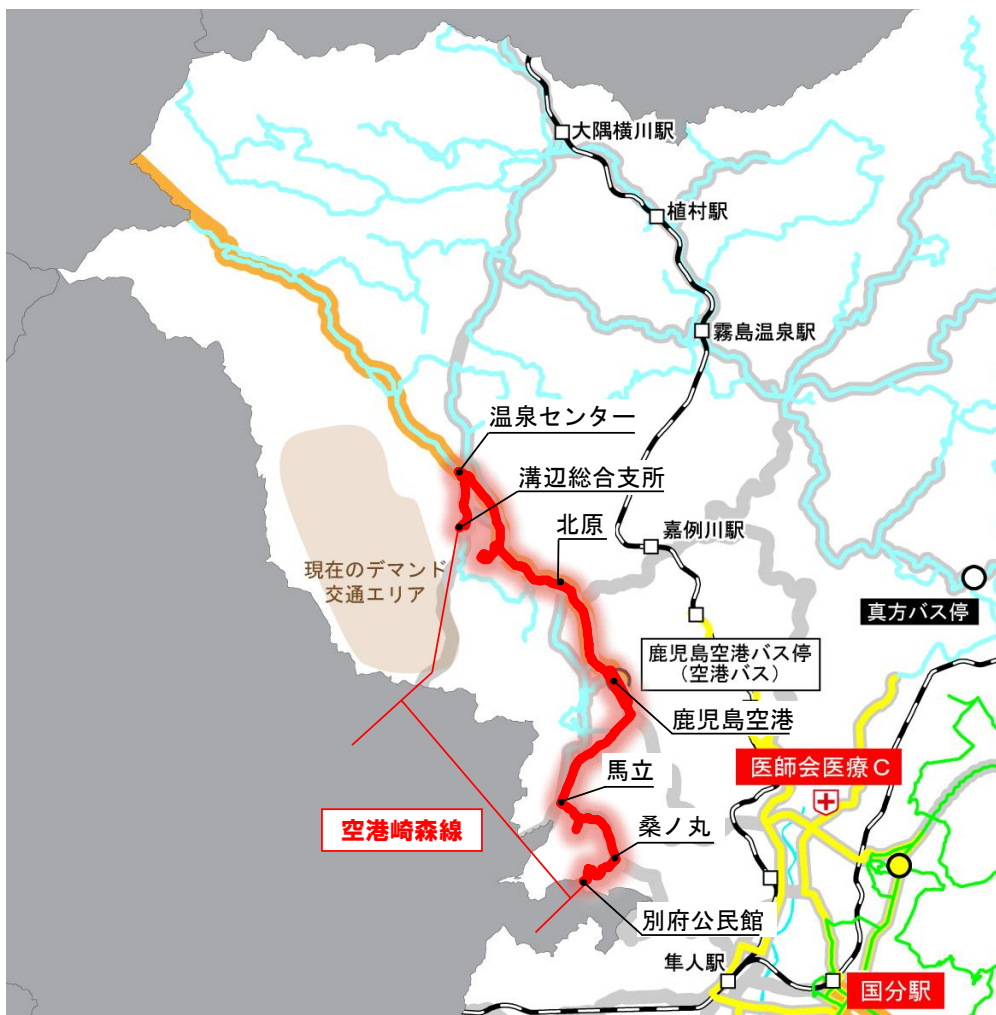 大隅横川駅
植村駅
霧島温泉駅
温泉センター
溝辺総合支所
北原
嘉例川駅
現在のデマンド
交通エリア
真方バス停
鹿児島空港バス停
(空港バス)
鹿児島空港
馬立
医師会医療C
空港崎森線
桑ノ丸
別府公民館
隼人駅
国分駅